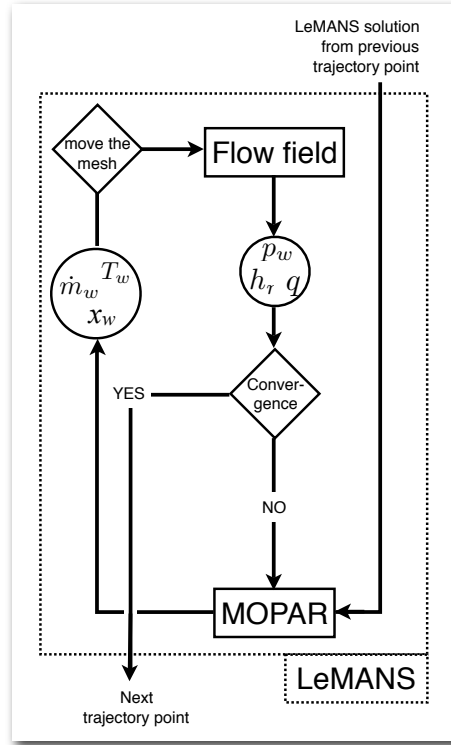 LeMANS solution
from previous
trajectory point
move the
mesh
Flow field
ṁ_w T_w
x_w
p_w
h_r q
Conver-
gence
YES
NO
MOPAR
LeMANS
Next
trajectory point